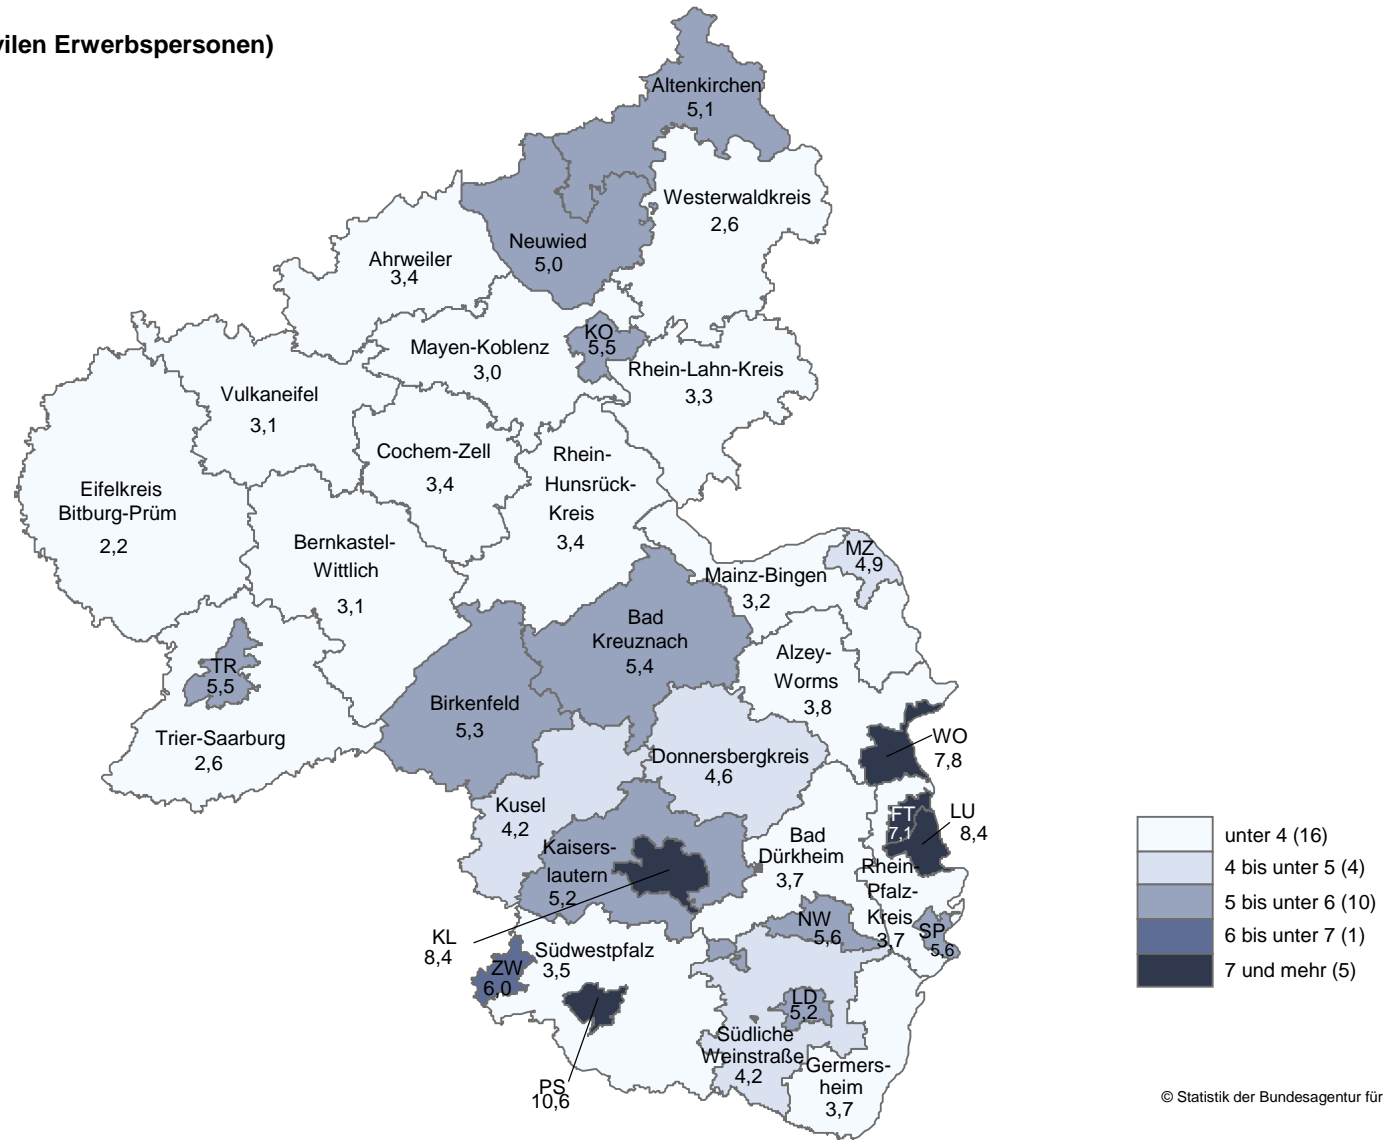 vilen Erwerbspersonen)
Altenkirchen
5,1
Westerwaldkreis
2,6
Neuwied
5,0
Ahrweiler
3,4
KO
5,5
Mayen-Koblenz
3,0
Rhein-Lahn-Kreis
3,3
Vulkaneifel
3,1
Cochem-Zell
3,4
Rhein-
Hunsrück-
Kreis
3,4
Eifelkreis
Bitburg-Prüm
2,2
Bernkastel-
Wittlich
3,1
MZ
4,9
Mainz-Bingen
3,2
Bad
Kreuznach
5,4
Alzey-
Worms
3,8
TR
5,5
Birkenfeld
5,3
Trier-Saarburg
2,6
WO
7,8
Donnersbergkreis
4,6
Kusel
4,2
FT
7,1
LU
8,4
Kaisers-
lautern
5,2
Bad
Dürkheim
3,7
Rhein-
Pfalz-
Kreis
3,7
NW
5,6
SP
5,6
KL
8,4
Südwestpfalz
3,5
ZW
6,0
LD
5,2
Südliche
Weinstraße
4,2
Germers-
heim
3,7
PS
10,6
unter 4 (16)
4 bis unter 5 (4)
5 bis unter 6 (10)
6 bis unter 7 (1)
7 und mehr (5)
© Statistik der Bundesagentur für